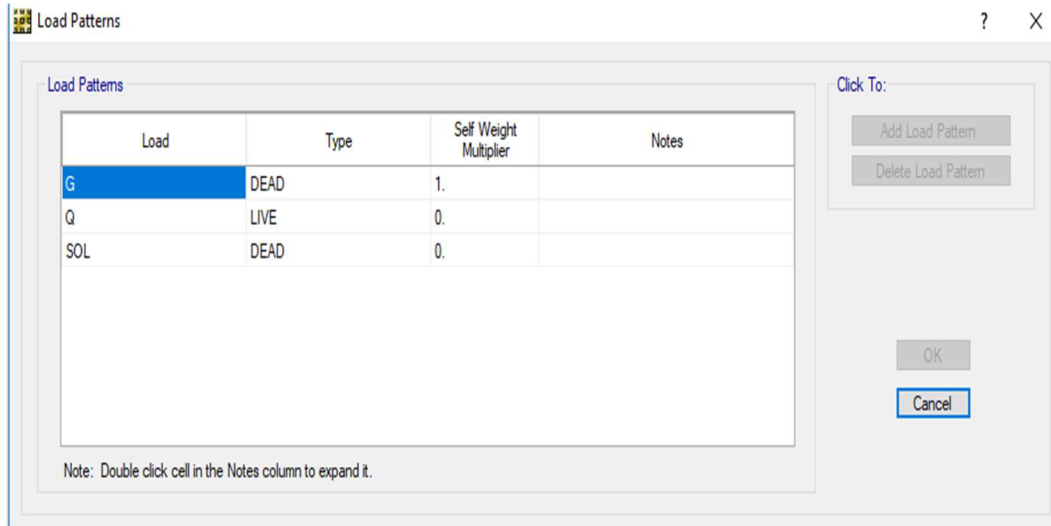 Load Patterns
? X
Load Patterns
Click To:
Load Type Self Weight Multiplier Notes
G DEAD 1.
Q LIVE 0.
SOL DEAD 0.
Add Load Pattern
Delete Load Pattern
OK
Cancel
Note: Double click cell in the Notes column to expand it.